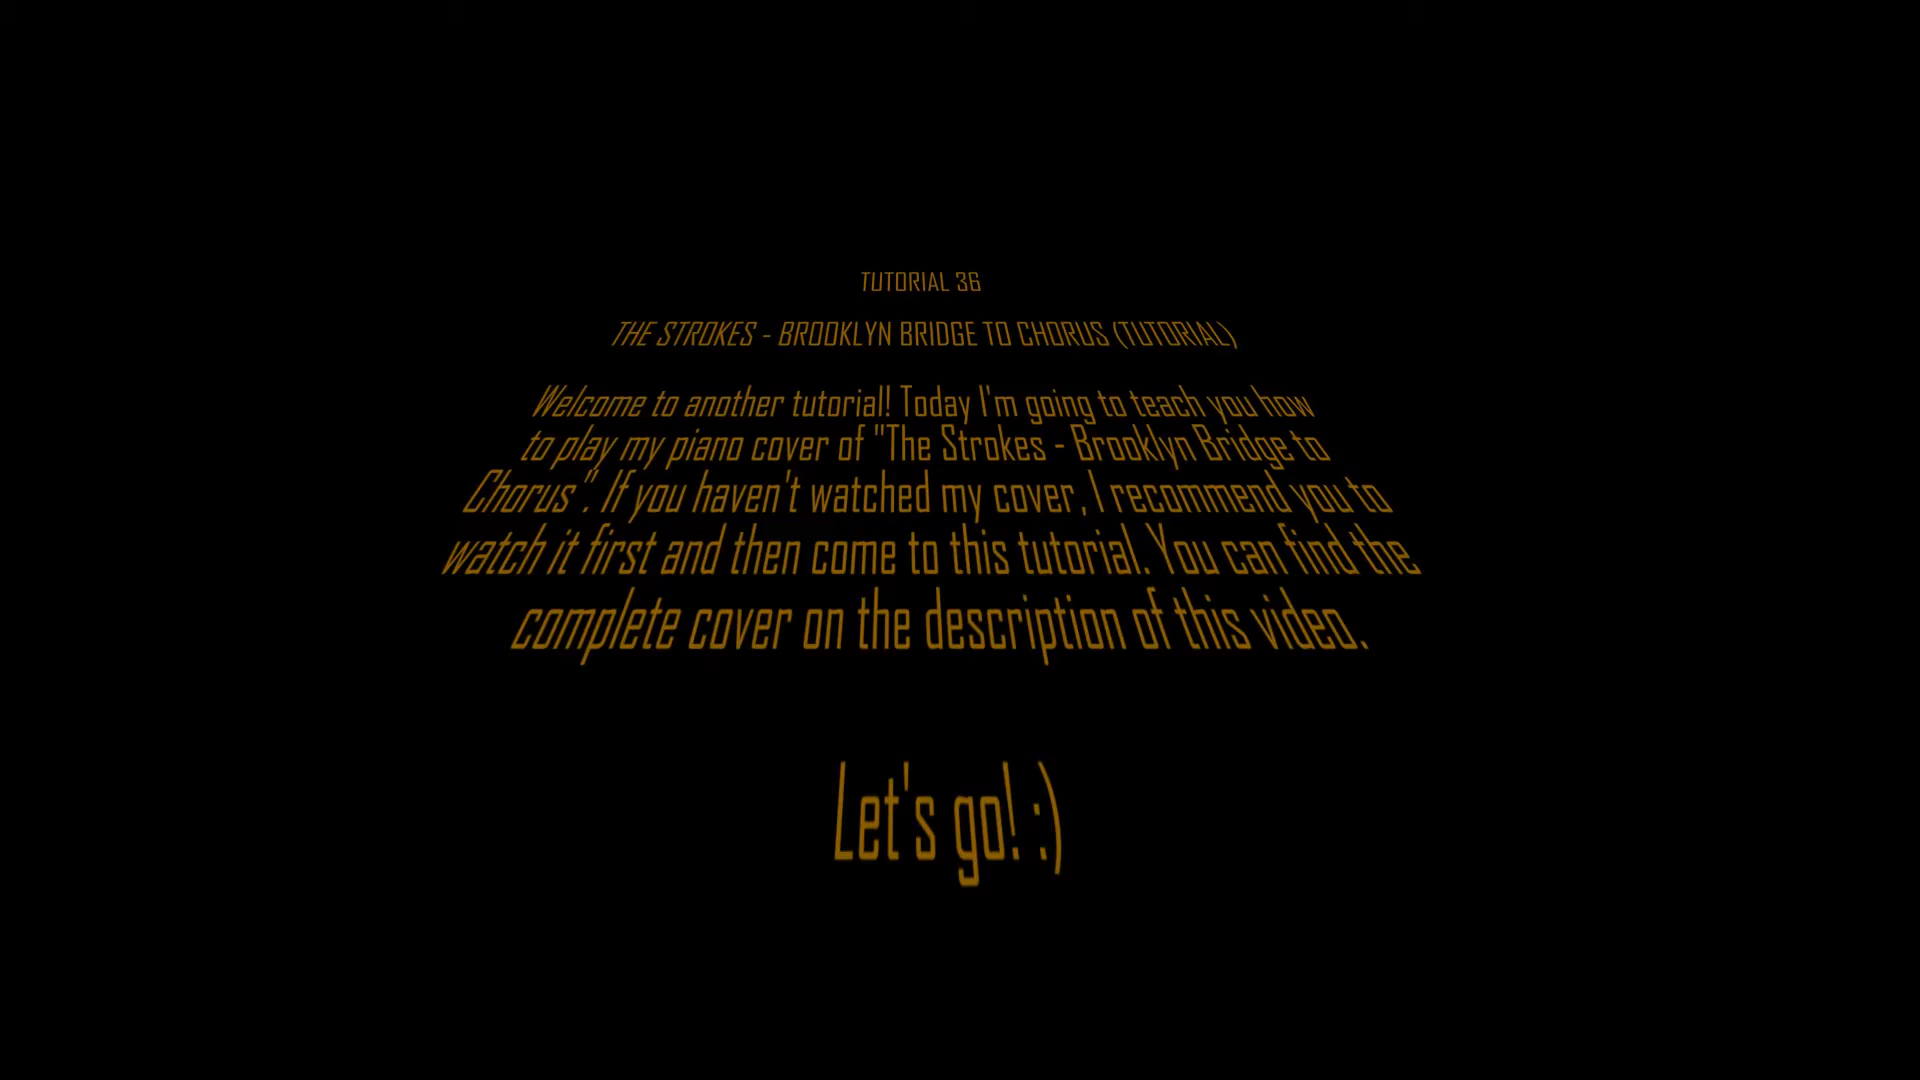 TUTORIAL 36
THE STROKES - BROOKLYN BRIDGE TO CHORUS (TUTORIAL)
Welcome to another tutorial! Today I'm going to teach you how
to play my piano cover of "The Strokes - Brooklyn Bridge to
Chorus". If you haven't watched my cover, I recommend you to
watch it first and then come to this tutorial. You can find the
complete cover on the description of this video.
Let's go! :)